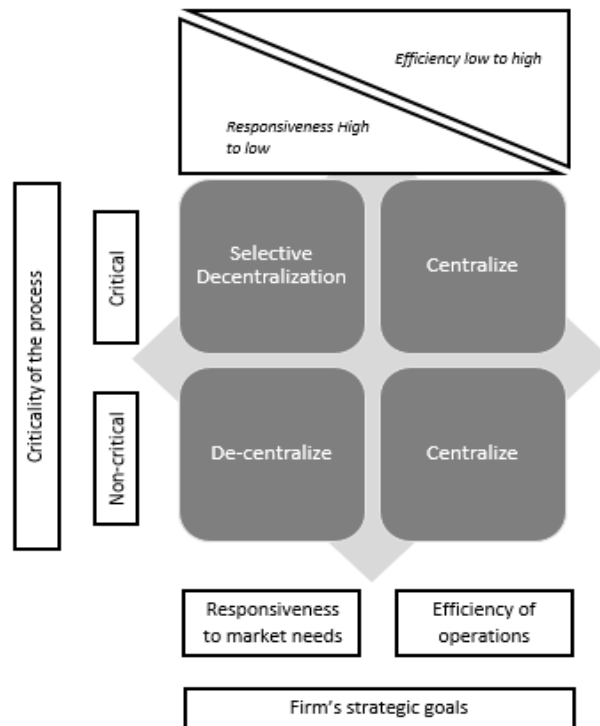 Efficiency low to high
Responsiveness High
to low
Criticality of the process
Critical
Selective
Decentralization
Centralize
Non-critical
De-centralize
Centralize
Responsiveness
to market needs
Efficiency of
operations
Firm's strategic goals